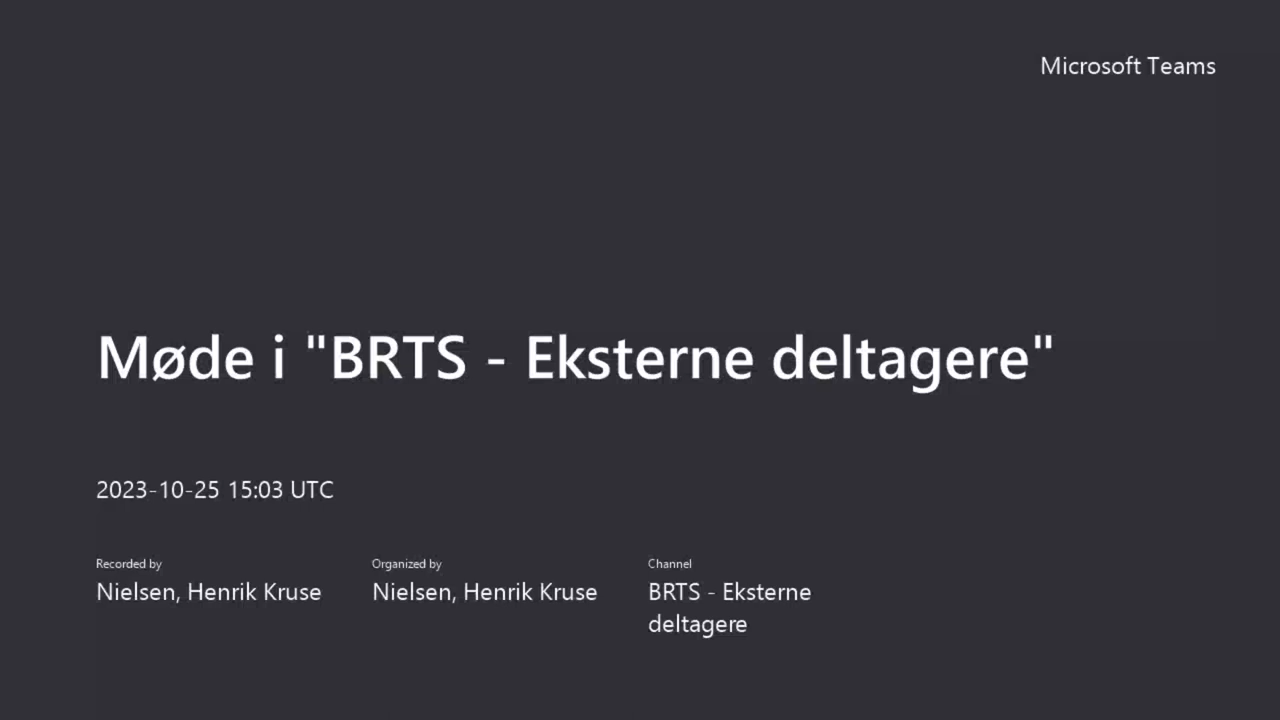 Microsoft Teams
Møde i "BRTS - Eksterne deltagere"
2023-10-25 15:03 UTC
Recorded by
Nielsen, Henrik Kruse
Organized by
Nielsen, Henrik Kruse
Channel
BRTS - Eksterne
deltagere